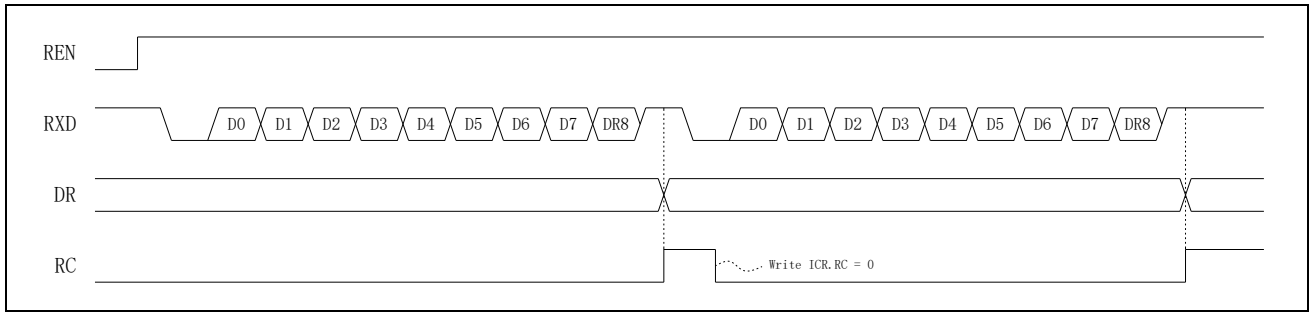 REN
RXD D0 D1 D2 D3 D4 D5 D6 D7 DR8 D0 D1 D2 D3 D4 D5 D6 D7 DR8
DR
RC Write ICR.RC = 0